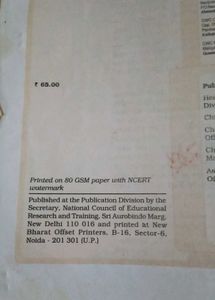 ₹ 65.00
Printed on 80 GSM paper with NCERT
watermark
Published at the Publication Division by the
Secretary, National Council of Educational
Research and Training, Sri Aurobindo Marg,
New Delhi 110 016 and printed at New
Bharat Offset Printers, B-16, Sector-6,
Noida - 201 301 (U.P.)